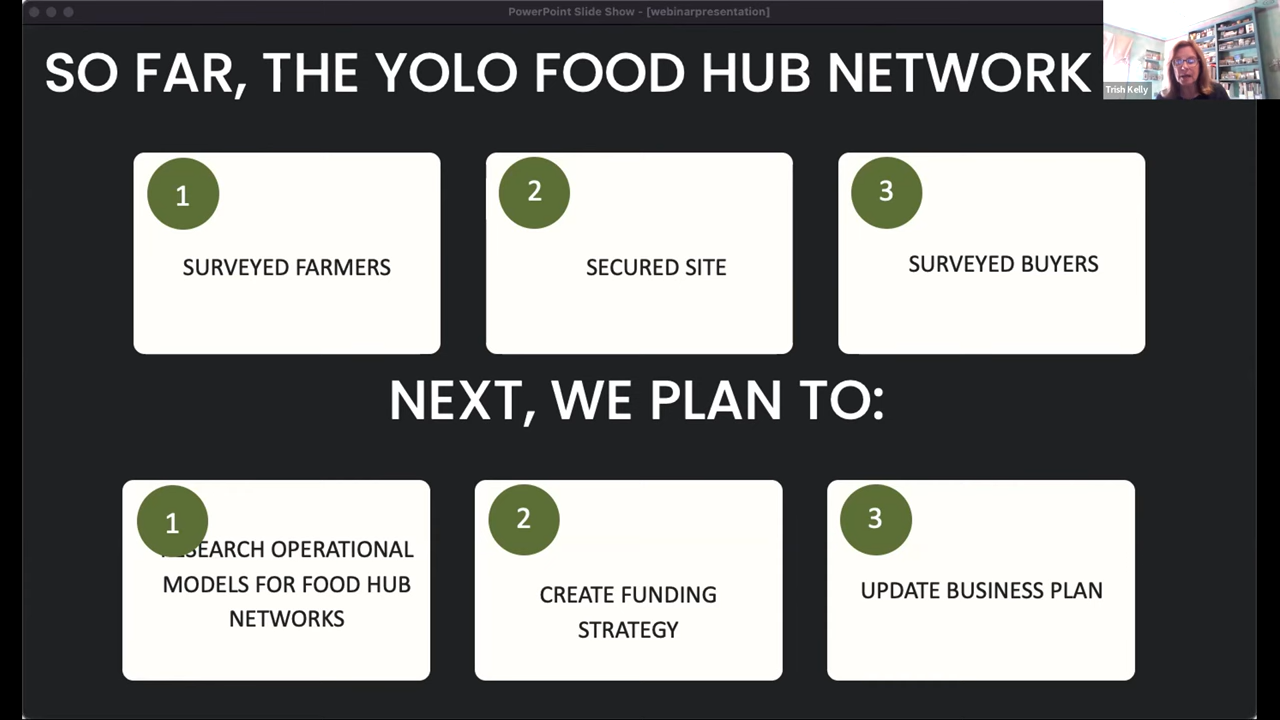 PowerPoint Slide Show - [webinarpresentation]
SO FAR, THE YOLO FOOD HUB NETWORK
Trish Kelly
1
SURVEYED FARMERS
2
SECURED SITE
3
SURVEYED BUYERS
NEXT, WE PLAN TO:
1
RESEARCH OPERATIONAL
MODELS FOR FOOD HUB
NETWORKS
2
CREATE FUNDING
STRATEGY
3
UPDATE BUSINESS PLAN